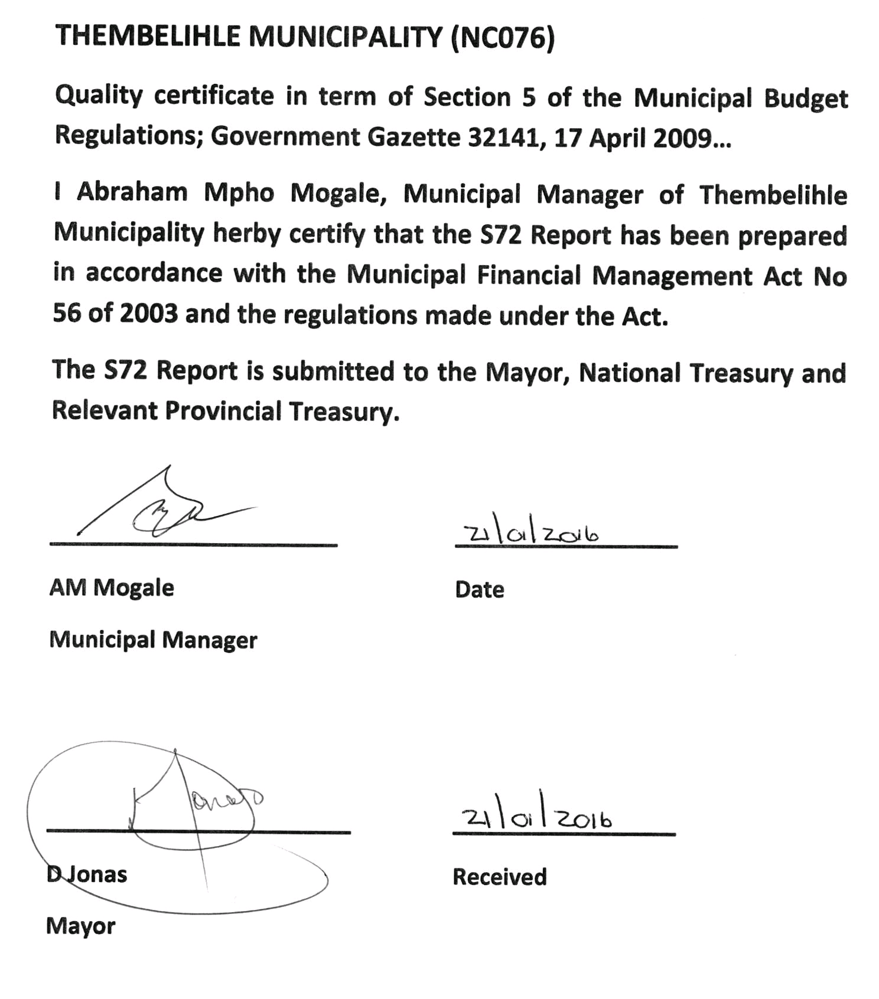 THEMBELIHLE MUNICIPALITY (NC076)
Quality certificate in term of Section 5 of the Municipal Budget
Regulations; Government Gazette 32141, 17 April 2009...
I Abraham Mpho Mogale, Municipal Manager of Thembelihle
Municipality herby certify that the S72 Report has been prepared
in accordance with the Municipal Financial Management Act No
56 of 2003 and the regulations made under the Act.
The S72 Report is submitted to the Mayor, National Treasury and
Relevant Provincial Treasury.
21/01/2016
AM Mogale Date
Municipal Manager
Jonas 21/01/2016
D Jonas Received
Mayor